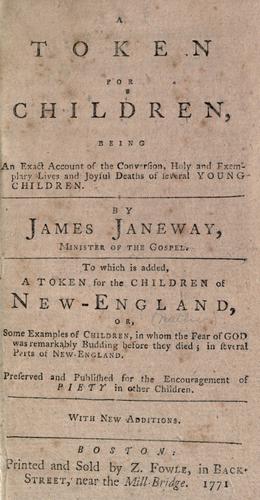 A
TOKEN
FOR
CHILDREN,
BEING
An Exact Account of the Converſion, Holy and Exem-
plary Lives and Joyful Deaths of ſeveral YOUNG
CHILDREN.
BY
JAMES JANEWAY,
MINISTER OF THE GOSPEL.
To which is added,
A TOKEN for the CHILDREN of
NEW-ENGLAND,
OR,
Some Examples of CHILDREN, in whom the Fear of GOD
was remarkably Budding before they died; in ſeveral
Parts of NEW-ENGLAND.
Preſerved and Publiſhed for the Encouragement of
PIETY in other Children.
WITH NEW ADDITIONS.
BOSTON:
Printed and Sold by Z. FOWLE, in BACK-
STREET, near the Mill-Bridge. 1771